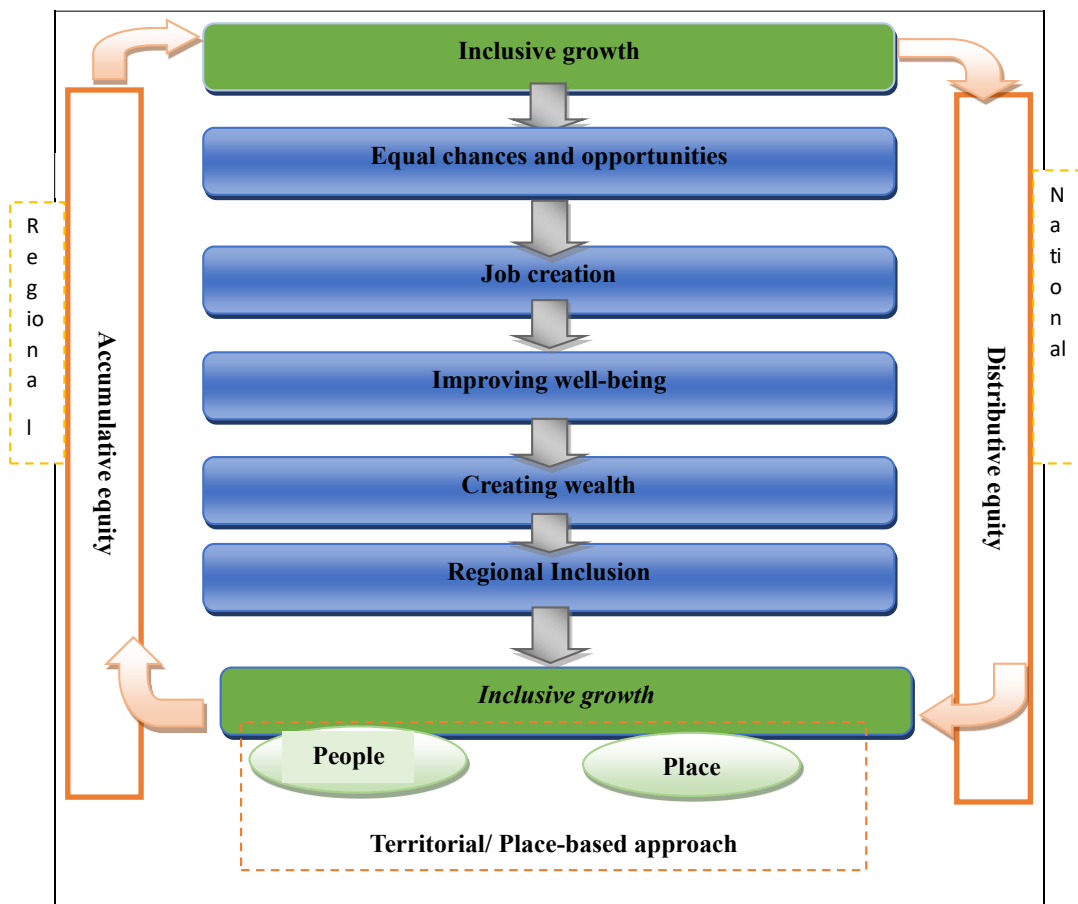 Inclusive growth
Equal chances and opportunities
Job creation
Improving well-being
Creating wealth
Regional Inclusion
Inclusive growth
People
Place
Territorial/ Place-based approach
R
e
g
io
n
a
l
Accumulative equity
Distributive equity
N
a
ti
o
n
al